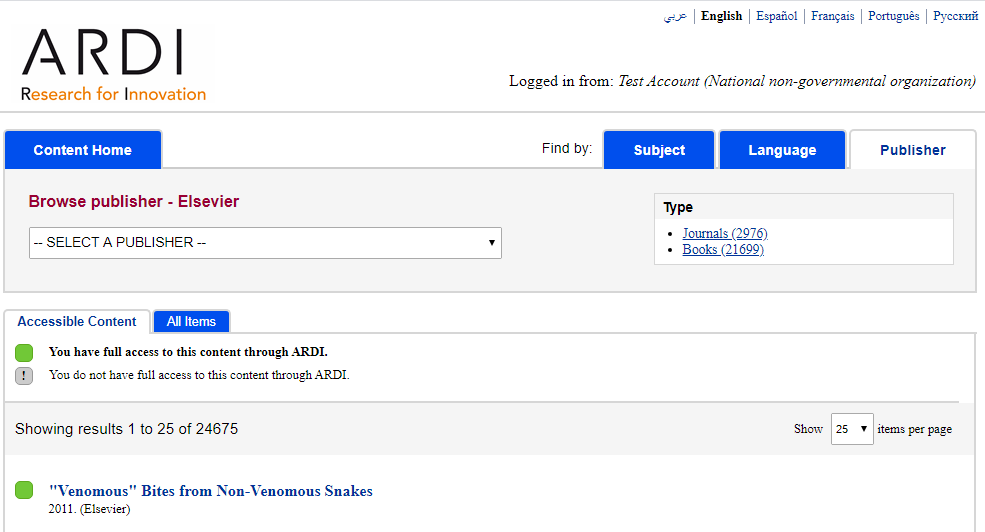 عربي | English | Español | Français | Português | Русский
ARDI
Research for Innovation
Logged in from: Test Account (National non-governmental organization)
Content Home
Find by:
Subject
Language
Publisher
Browse publisher - Elsevier
-- SELECT A PUBLISHER --
Type
Journals (2976)
Books (21699)
Accessible Content
All Items
You have full access to this content through ARDI.
! You do not have full access to this content through ARDI.
Showing results 1 to 25 of 24675
Show 25 items per page
"Venomous" Bites from Non-Venomous Snakes
2011. (Elsevier)